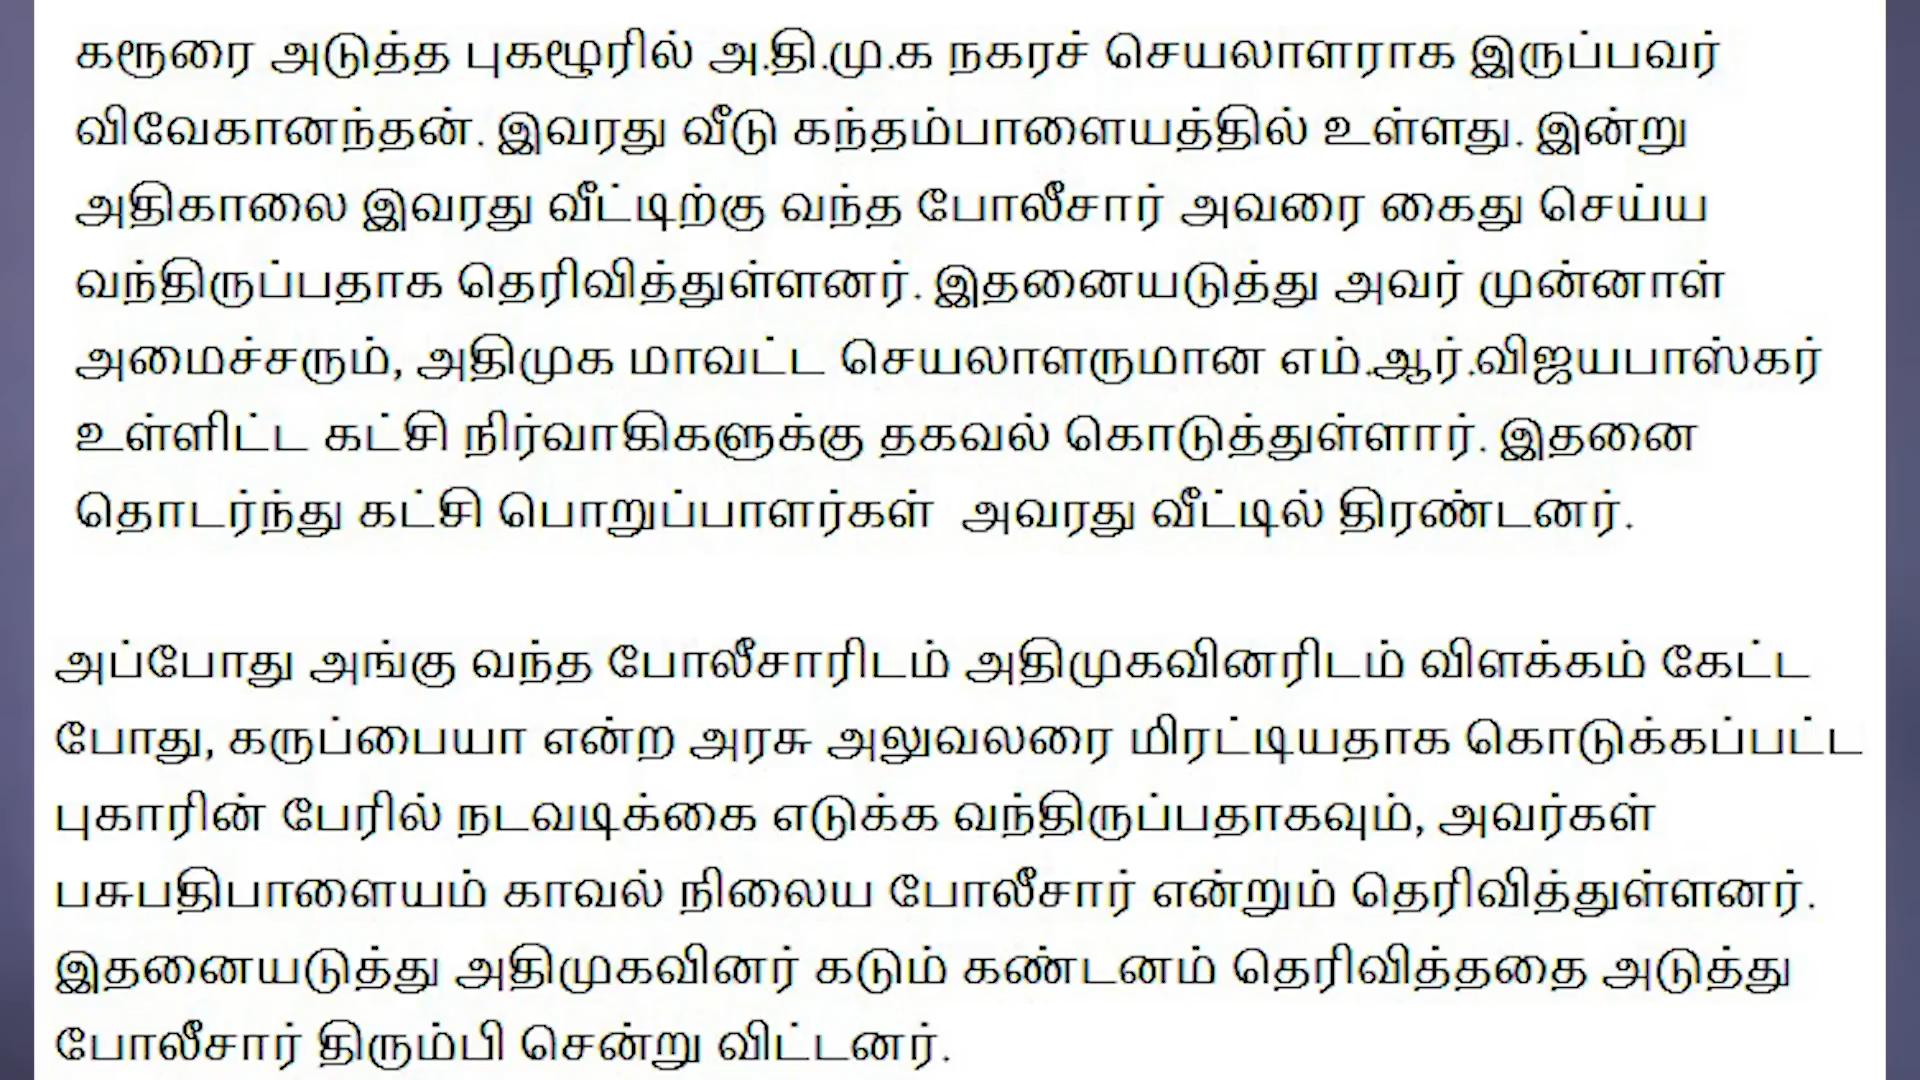 கரூரை அடுத்த புகழூரில் அ.தி.மு.க நகரச் செயலாளராக இருப்பவர்
விவேகானந்தன். இவரது வீடு கந்தம்பாளையத்தில் உள்ளது. இன்று
அதிகாலை இவரது வீட்டிற்கு வந்த போலீசார் அவரை கைது செய்ய
வந்திருப்பதாக தெரிவித்துள்ளனர். இதனையடுத்து அவர் முன்னாள்
அமைச்சரும், அதிமுக மாவட்ட செயலாளருமான எம்.ஆர்.விஜயபாஸ்கர்
உள்ளிட்ட கட்சி நிர்வாகிகளுக்கு தகவல் கொடுத்துள்ளார். இதனை
தொடர்ந்து கட்சி பொறுப்பாளர்கள் அவரது வீட்டில் திரண்டனர்.
அப்போது அங்கு வந்த போலீசாரிடம் அதிமுகவினரிடம் விளக்கம் கேட்ட
போது, கருப்பையா என்ற அரசு அலுவலரை மிரட்டியதாக கொடுக்கப்பட்ட
புகாரின் பேரில் நடவடிக்கை எடுக்க வந்திருப்பதாகவும், அவர்கள்
பசுபதிபாளையம் காவல் நிலைய போலீசார் என்றும் தெரிவித்துள்ளனர்.
இதனையடுத்து அதிமுகவினர் கடும் கண்டனம் தெரிவித்ததை அடுத்து
போலீசார் திரும்பி சென்று விட்டனர்.